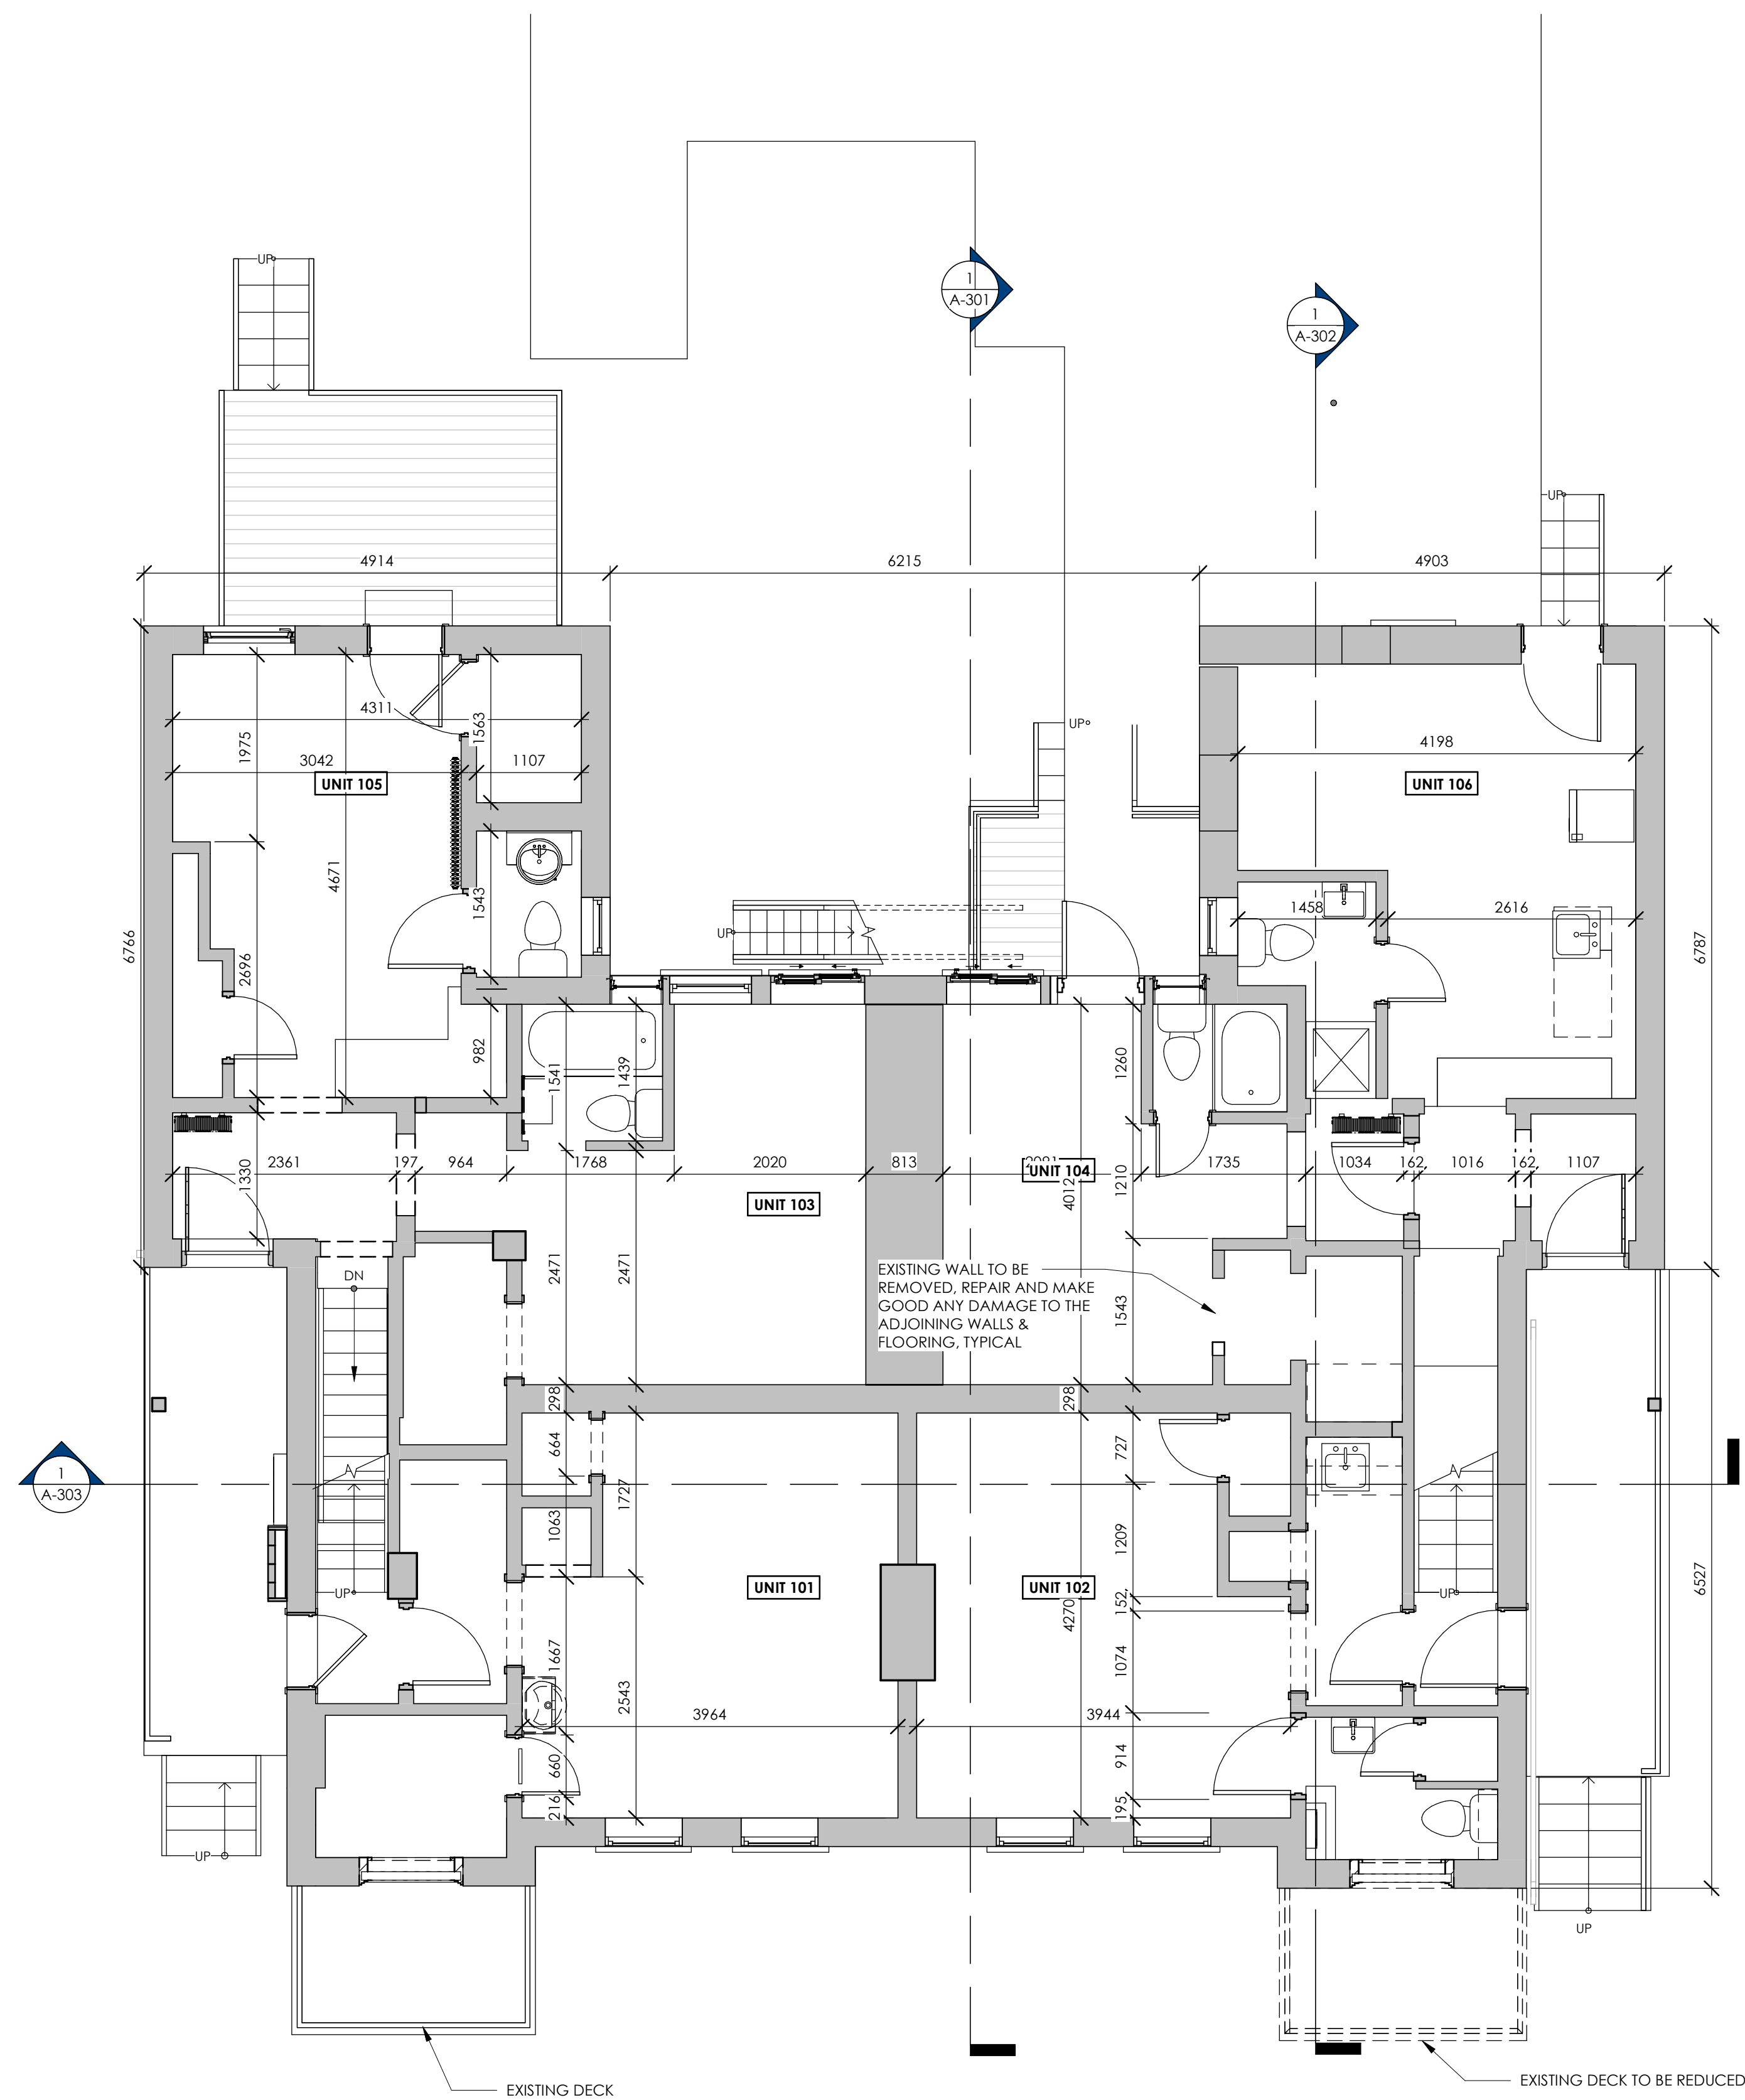 UP
1
A-301
1
A-302
UP
4914
6215
4903
UP
4311
1563
1975
3042
1107
UNIT 105
4198
UNIT 106
4671
1543
1458
2616
6766
UP
2696
6787
982
1541
1439
1260
1330
2361
197
964
1768
2020
813
UNIT 104
4012
1210
1735
1034
162
1016
162
1107
UNIT 103
DN
2471
2471
EXISTING WALL TO BE
REMOVED, REPAIR AND MAKE
GOOD ANY DAMAGE TO THE
ADJOINING WALLS &
FLOORING, TYPICAL
1543
298
298
664
727
1
A-303
1727
1063
1209
UP
UNIT 101
UNIT 102
4270
152
UP
6527
1667
2543
1074
3964
3944
660
914
216
195
UP
UP
EXISTING DECK
EXISTING DECK TO BE REDUCED